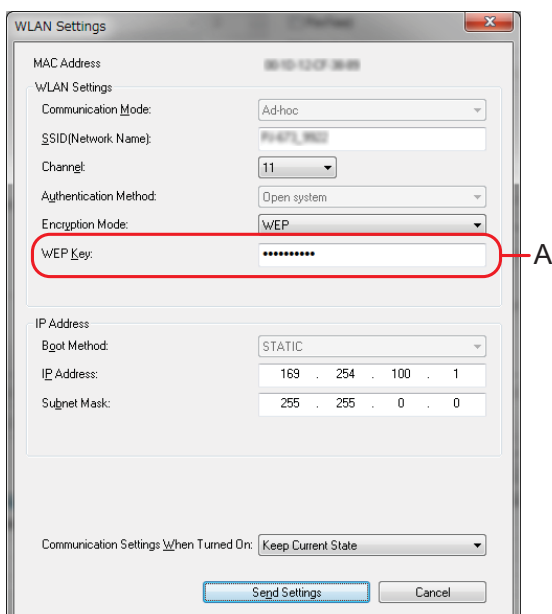 WLAN Settings
MAC Address
WLAN Settings
Communication Mode: Ad-hoc
SSID(Network Name):
Channel: 11
Authentication Method: Open system
Encryption Mode: WEP
WEP Key: •••••••••• A
IP Address
Boot Method: STATIC
IP Address: 169 . 254 . 100 . 1
Subnet Mask: 255 . 255 . 0 . 0
Communication Settings When Turned On: Keep Current State
Send Settings Cancel